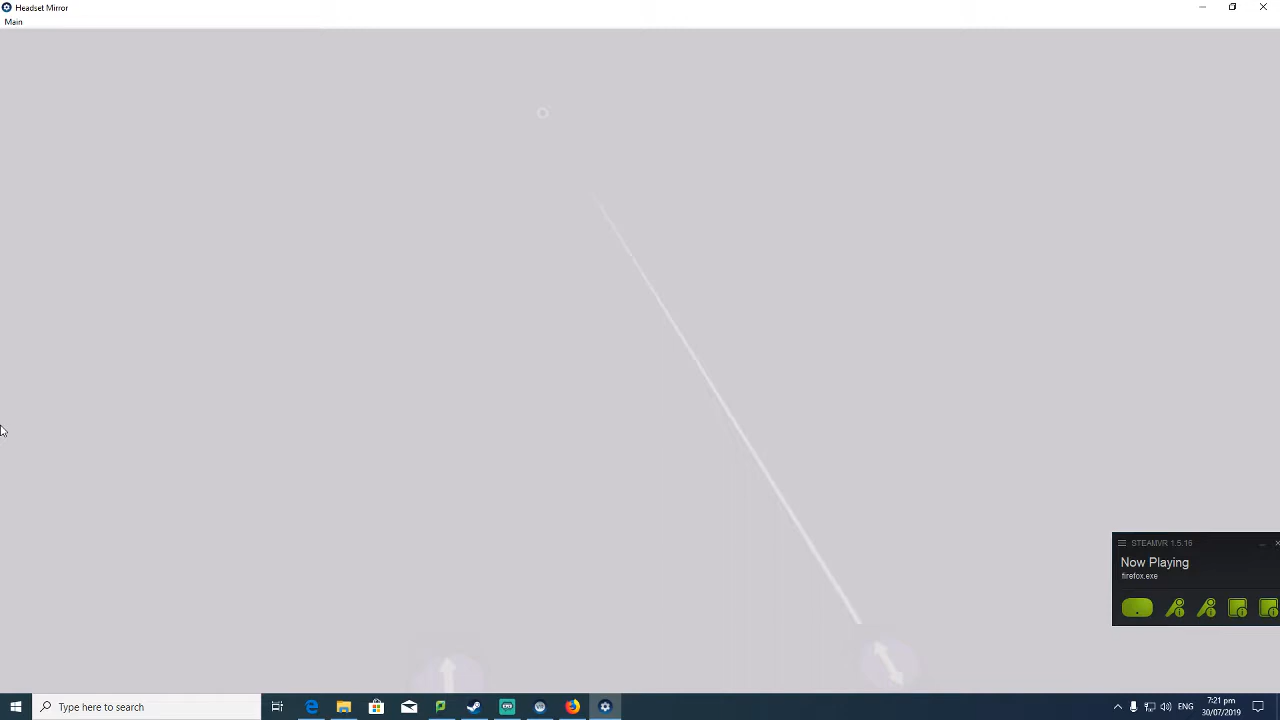 Headset Mirror
Main
STEAMVR 1.5.16
Now Playing
firefox.exe
Type here to search
ENG
7:21 pm
30/07/2019